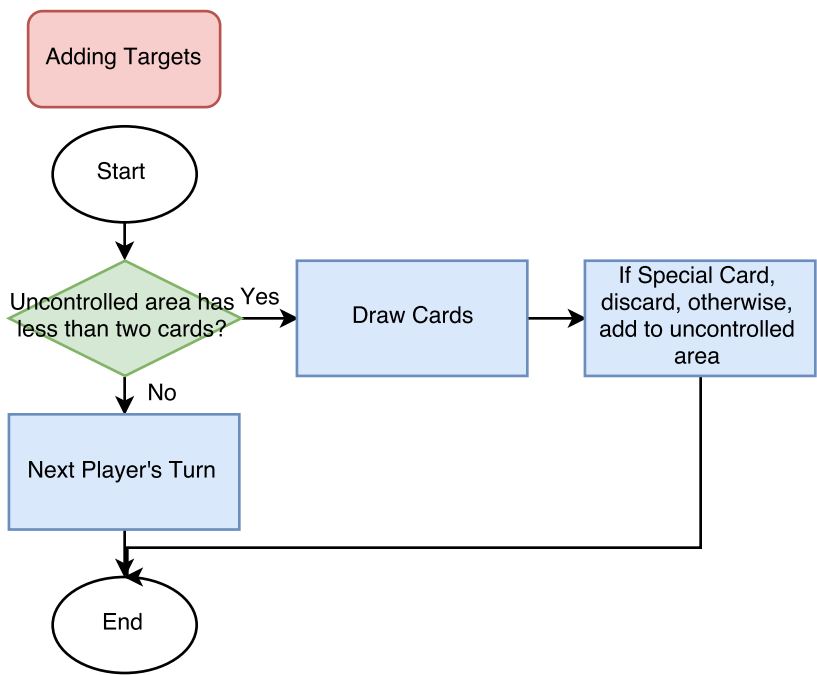 Adding Targets
Start
Uncontrolled area has
less than two cards?
Yes
Draw Cards
If Special Card,
discard, otherwise,
add to uncontrolled
area
No
Next Player's Turn
End